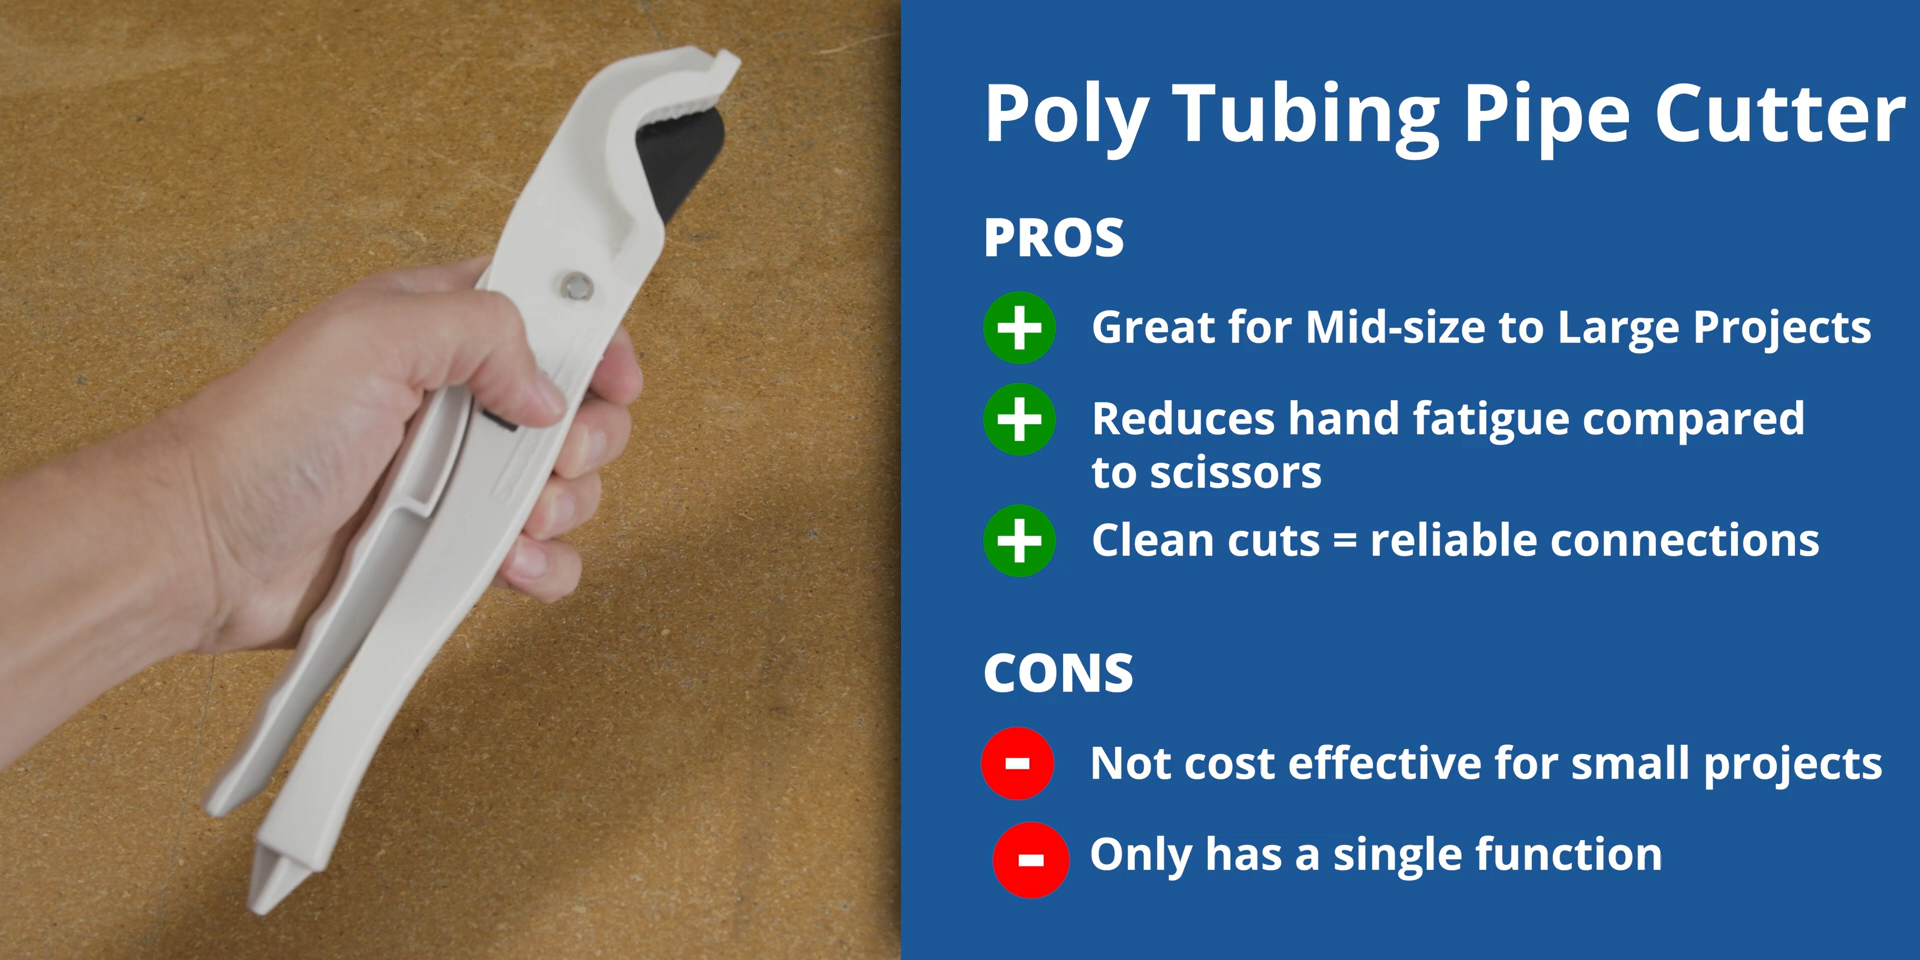 Poly Tubing Pipe Cutter
PROS
Great for Mid-size to Large Projects
Reduces hand fatigue compared
to scissors
Clean cuts = reliable connections
CONS
Not cost effective for small projects
Only has a single function